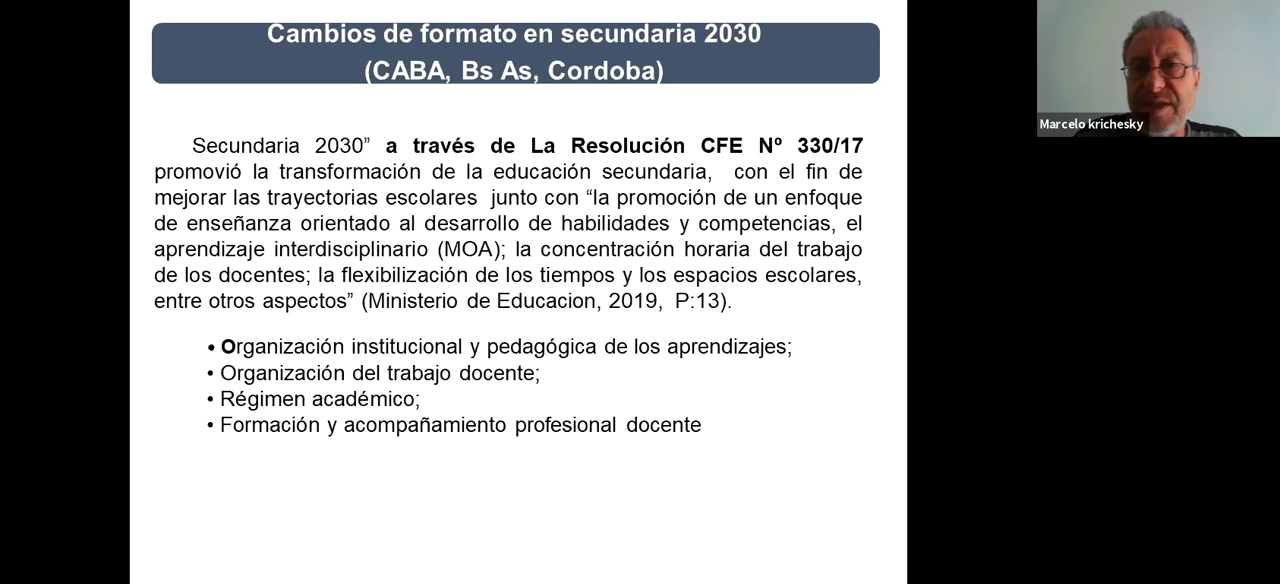 Cambios de formato en secundaria 2030
(CABA, Bs As, Cordoba)
Secundaria 2030” a través de La Resolución CFE Nº 330/17
promovió la transformación de la educación secundaria, con el fin de
mejorar las trayectorias escolares junto con “la promoción de un enfoque
de enseñanza orientado al desarrollo de habilidades y competencias, el
aprendizaje interdisciplinario (MOA); la concentración horaria del trabajo
de los docentes; la flexibilización de los tiempos y los espacios escolares,
entre otros aspectos” (Ministerio de Educacion, 2019, P:13).
• Organización institucional y pedagógica de los aprendizajes;
• Organización del trabajo docente;
• Régimen académico;
• Formación y acompañamiento profesional docente
Marcelo krichesky